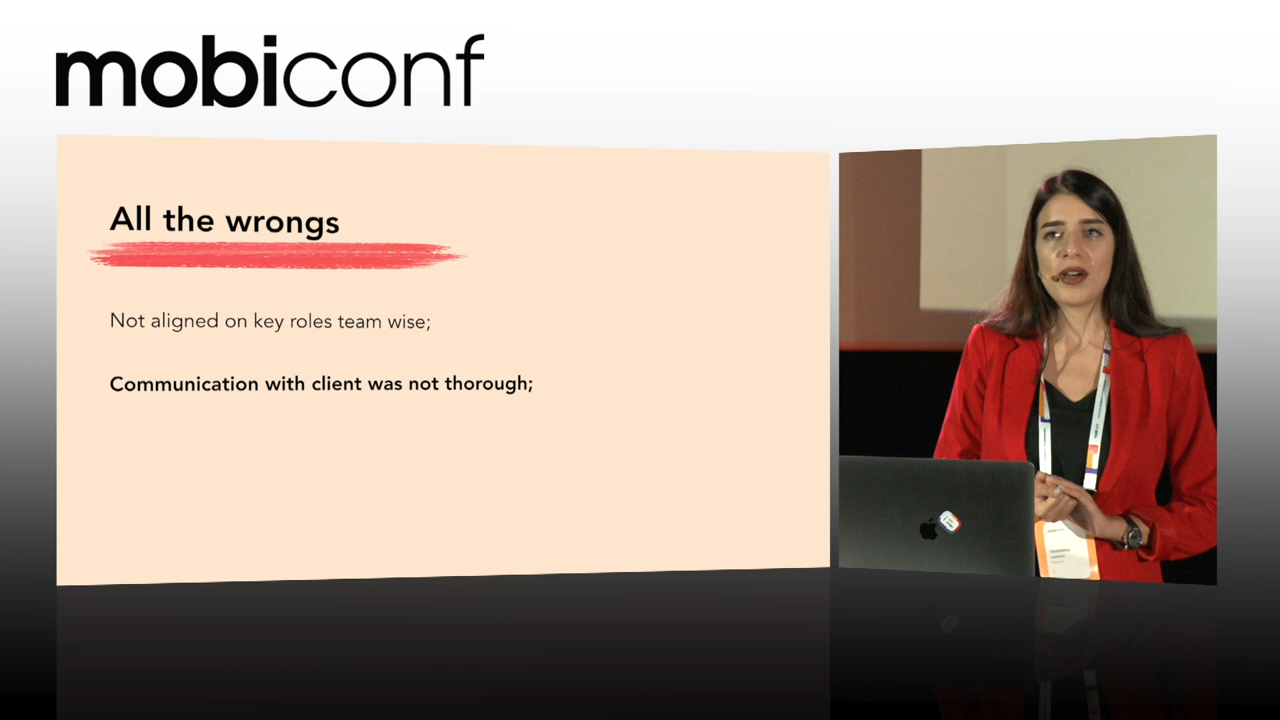 mobiconf
All the wrongs
Not aligned on key roles team wise;
Communication with client was not thorough;